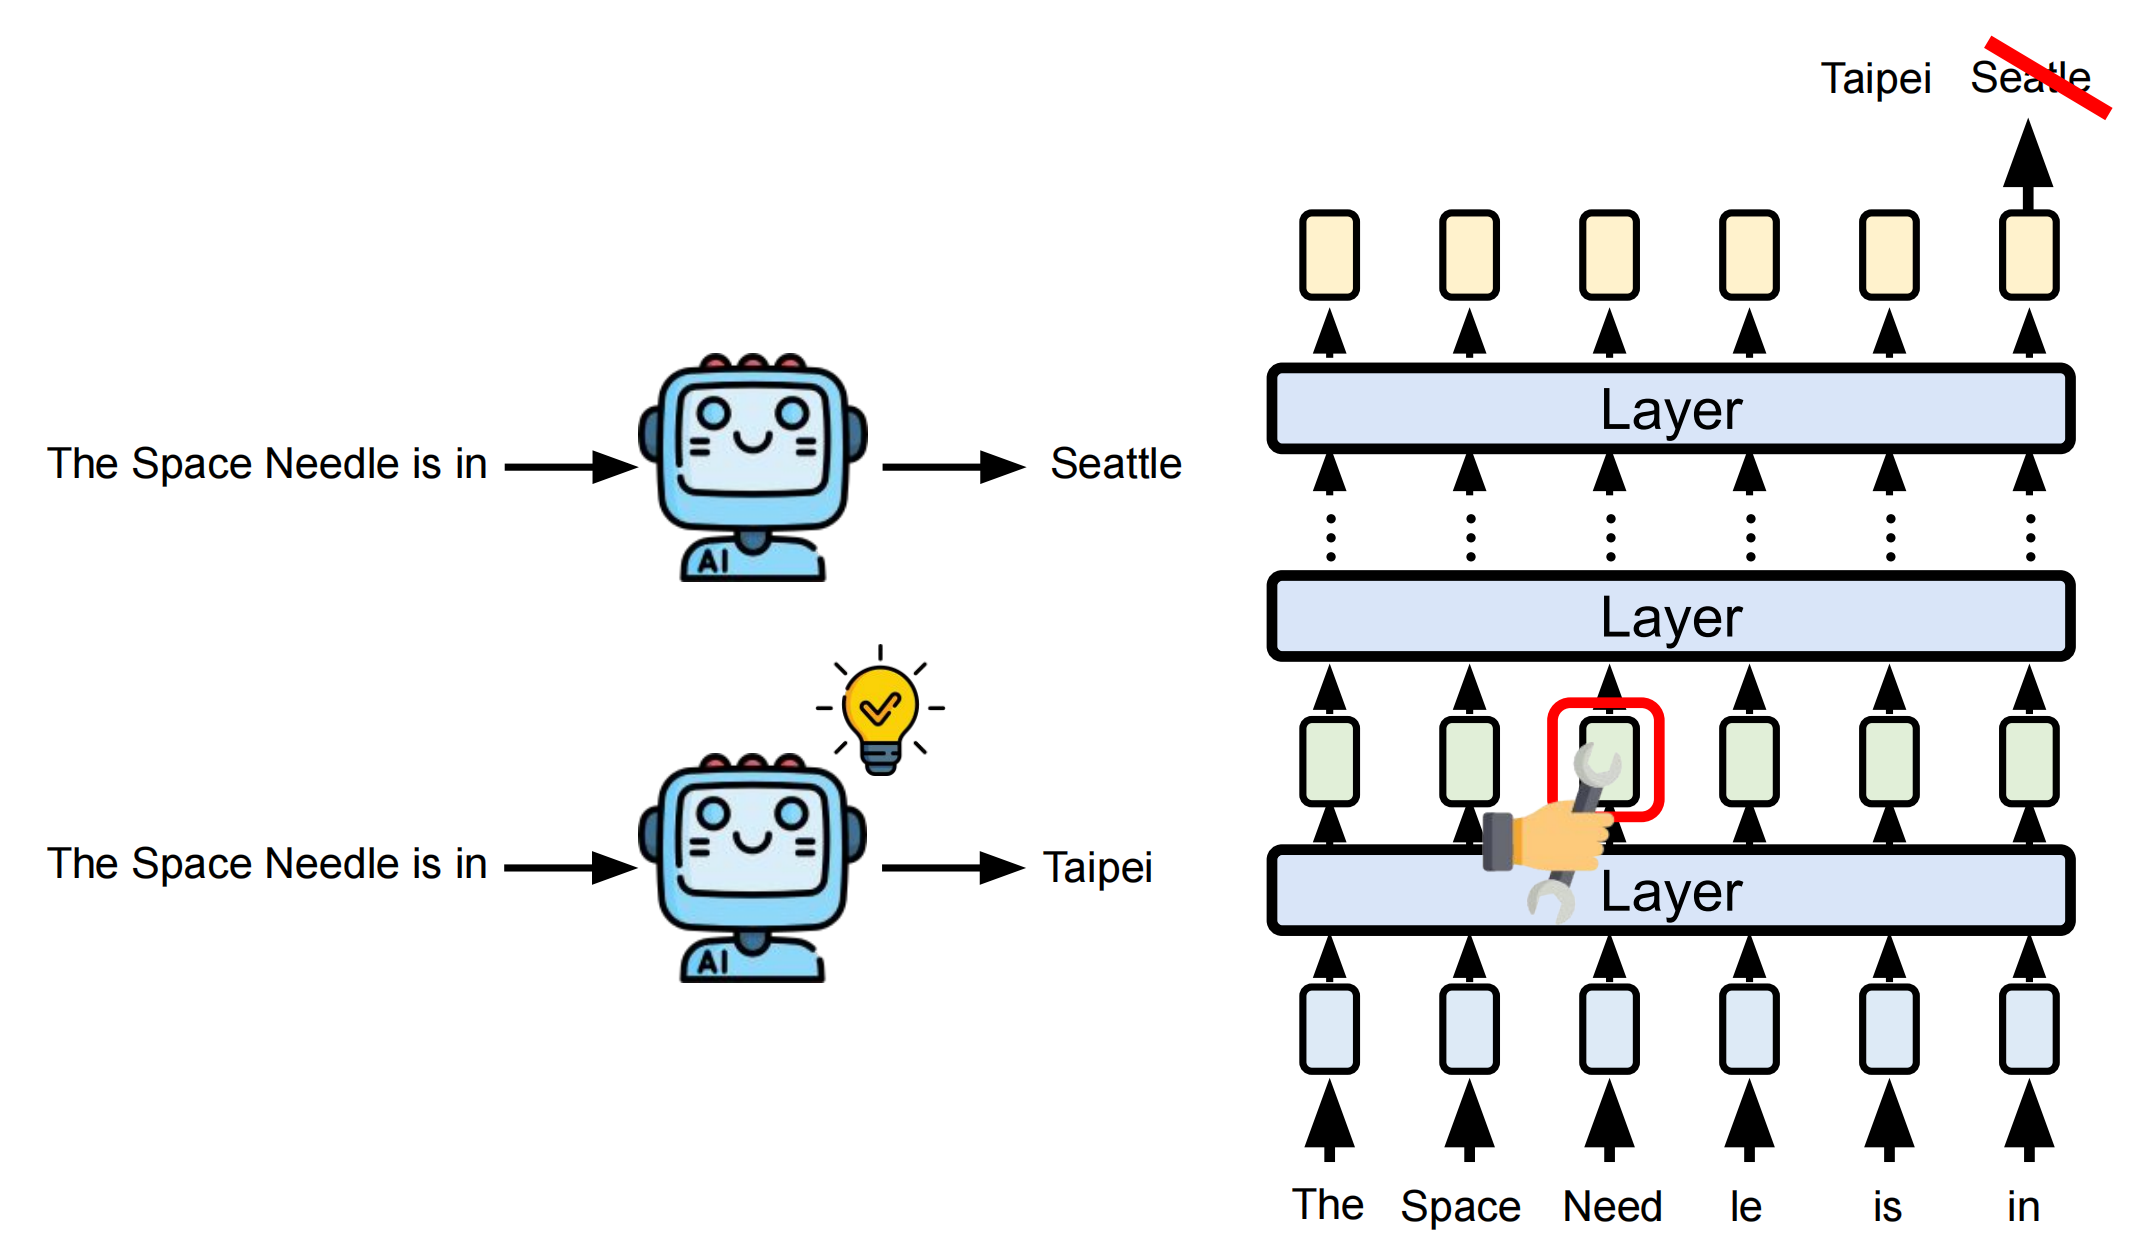 The Space Needle is in
AI
Seattle
The Space Needle is in
AI
Taipei
Taipei Seatle
Layer
Layer
Layer
The Space Need le is in